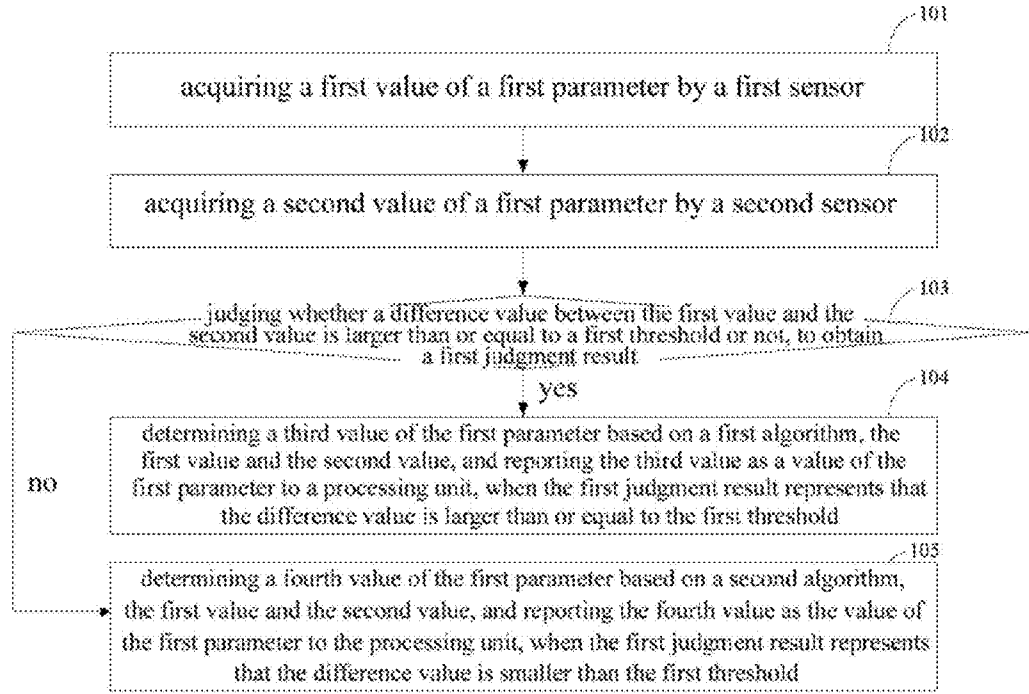 101
acquiring a first value of a first parameter by a first sensor
102
acquiring a second value of a first parameter by a second sensor
103
judging whether a difference value between the first value and the
second value is larger than or equal to a first threshold or not, to obtain
a first judgment result
yes
104
determining a third value of the first parameter based on a first algorithm, the
first value and the second value, and reporting the third value as a value of the
first parameter to a processing unit, when the first judgment result represents that
the difference value is larger than or equal to the first threshold
no
105
determining a fourth value of the first parameter based on a second algorithm,
the first value and the second value, and reporting the fourth value as the value of
the first parameter to the processing unit, when the first judgment result represents
that the difference value is smaller than the first threshold